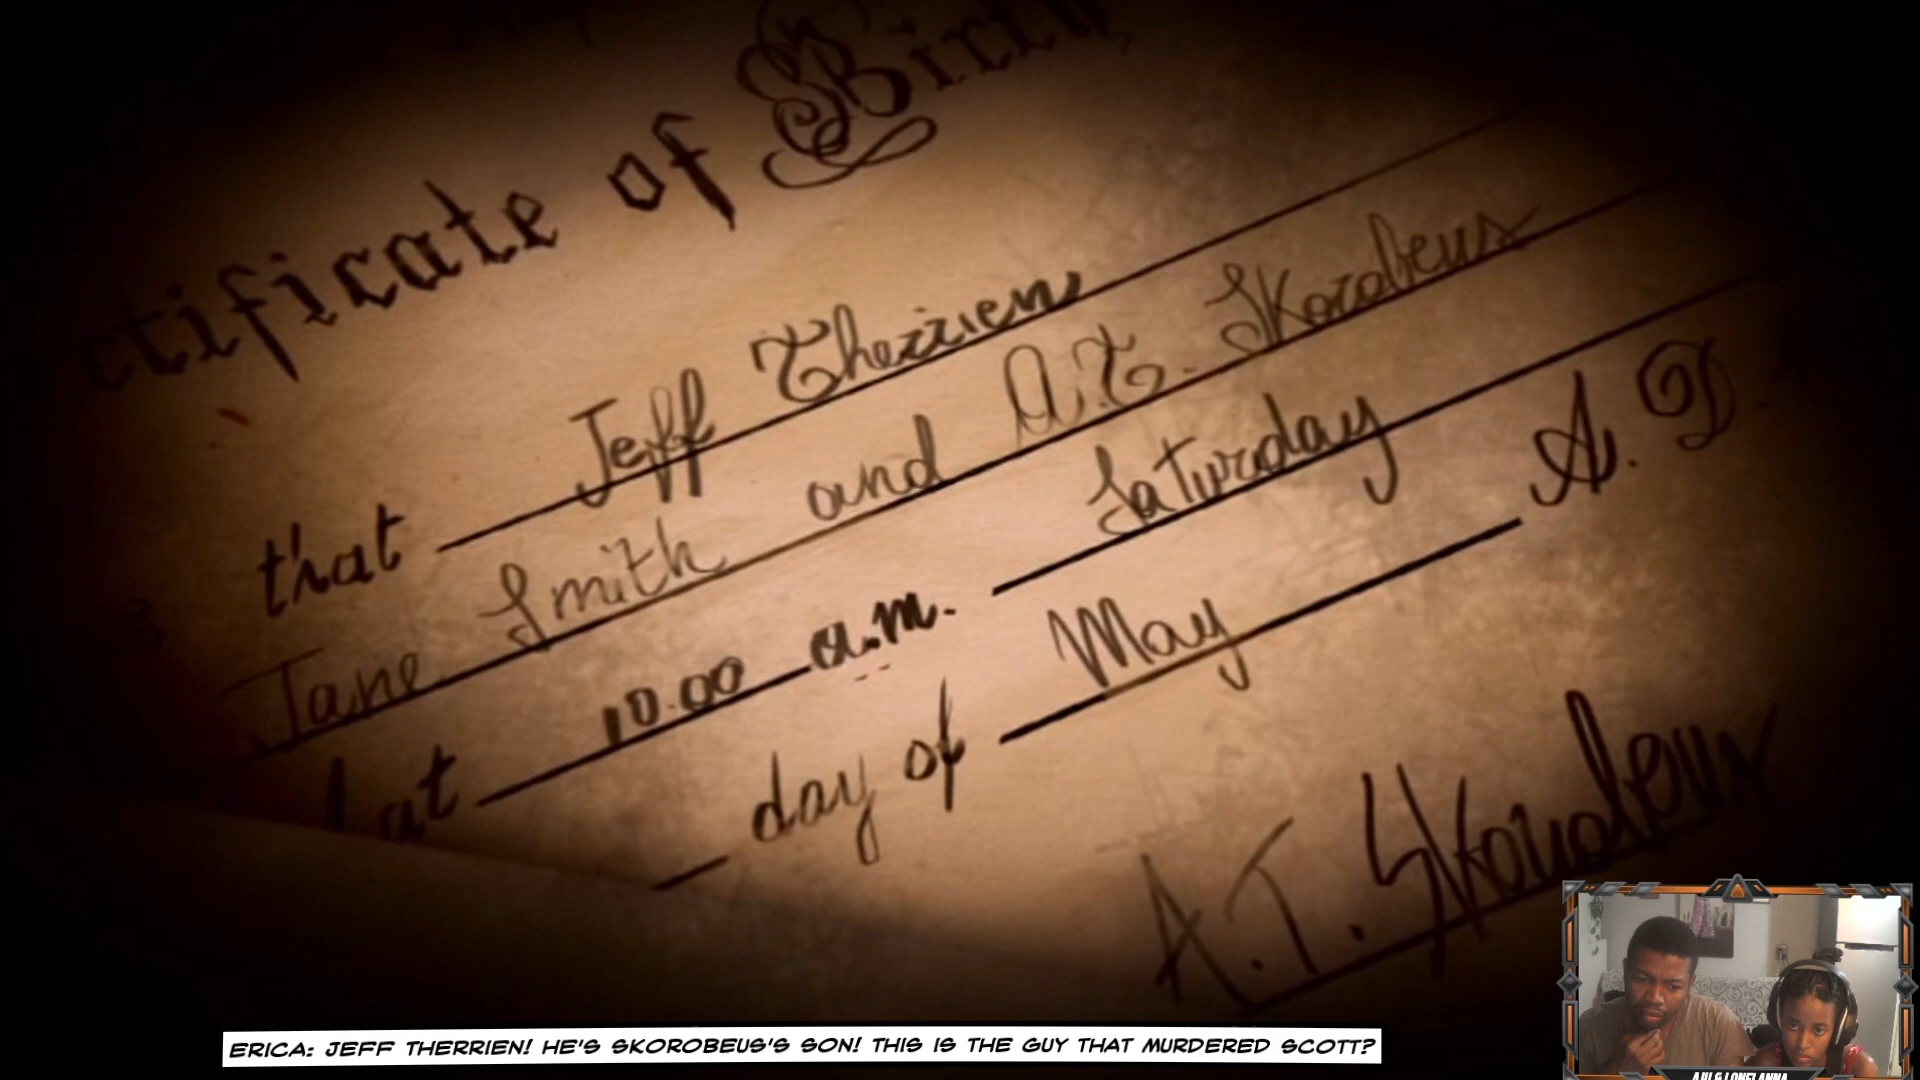 rtificate of Birth
that Jeff Therrien
Jane Smith and A.T. Skorobeus
at 10.00 a.m. Saturday
day of May A. D.
A.T. Skorobeus
ERICA: JEFF THERRIEN! HE'S SKOROBEUS'S SON! THIS IS THE GUY THAT MURDERED SCOTT?